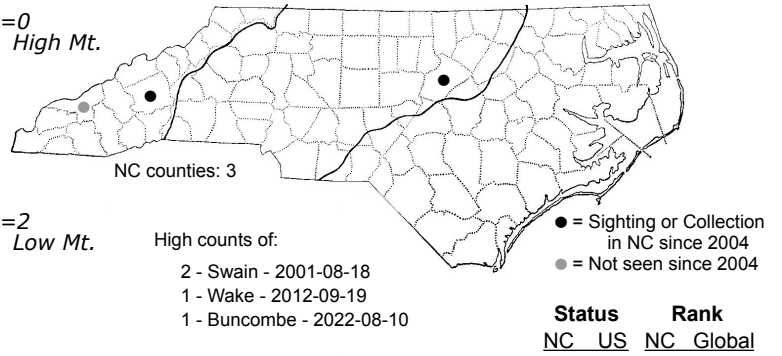 =0
High Mt.
NC counties: 3
=2
Low Mt.
High counts of:
2 - Swain - 2001-08-18
1 - Wake - 2012-09-19
1 - Buncombe - 2022-08-10
= Sighting or Collection
in NC since 2004
= Not seen since 2004
Status Rank
NC US NC Global